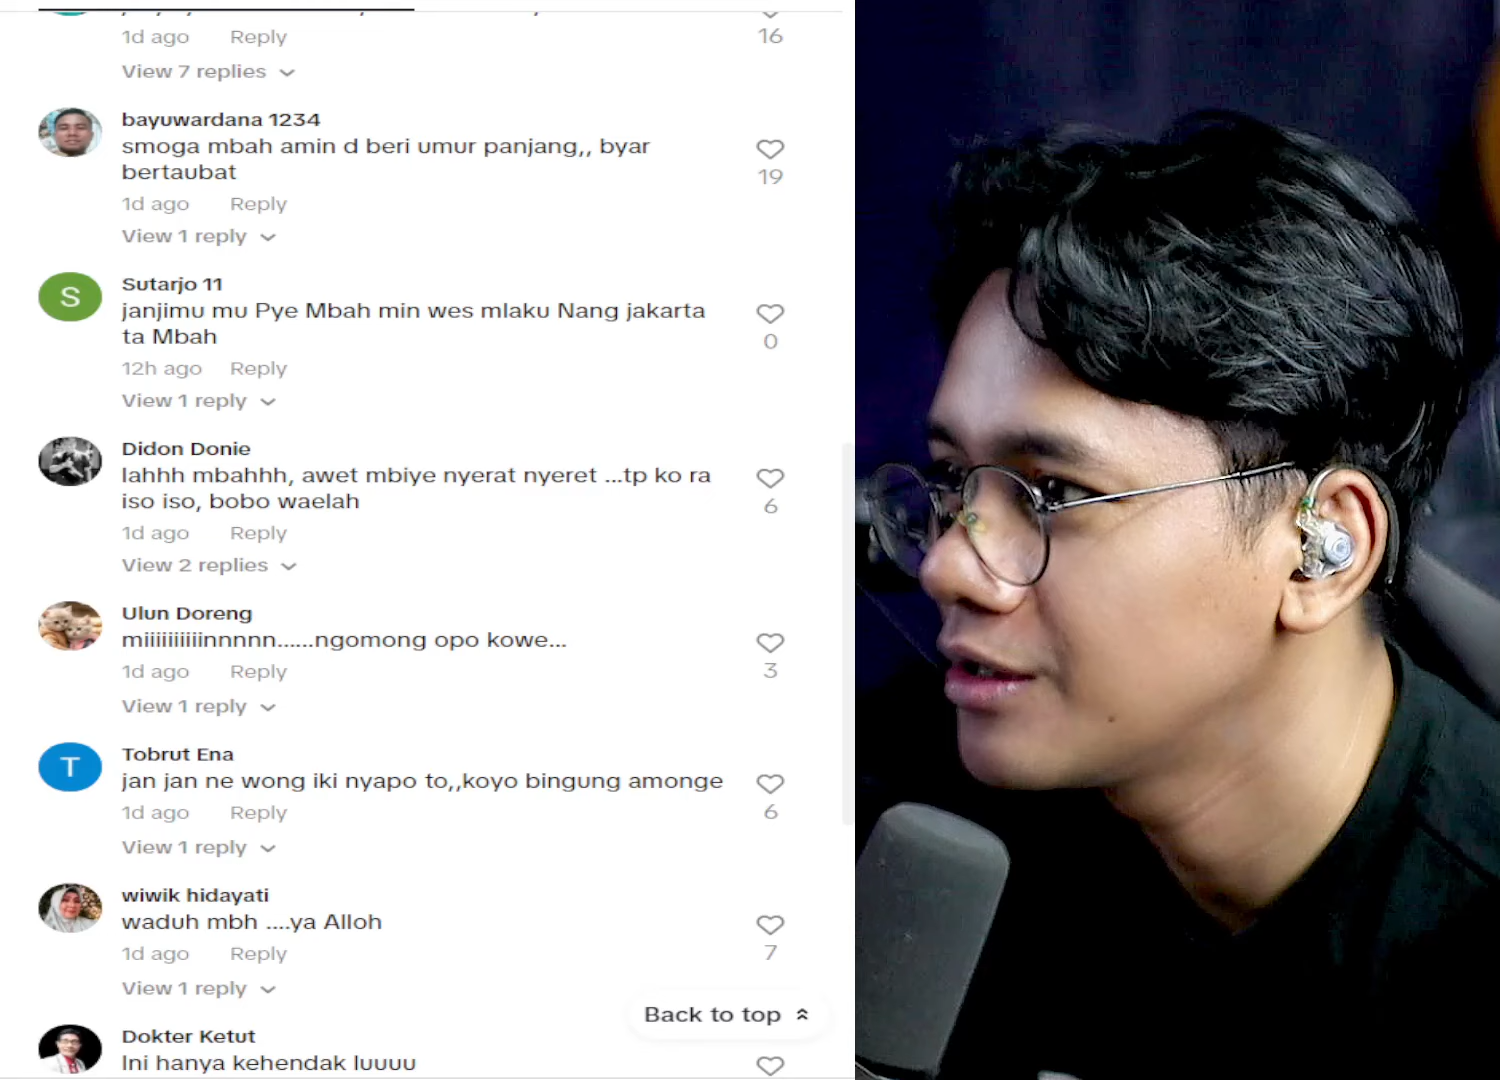 1d ago Reply 16
View 7 replies
bayuwardana 1234
smoga mbah amin d beri umur panjang,, byar
bertaubat
19
1d ago Reply
View 1 reply
S
Sutarjo 11
janjimu mu Pye Mbah min wes mlaku Nang jakarta
ta Mbah
0
12h ago Reply
View 1 reply
Didon Donie
lahhh mbahhh, awet mbiye nyerat nyeret ...tp ko ra
iso iso, bobo waelah
6
1d ago Reply
View 2 replies
Ulun Doreng
miiiiiiiiiinnnnn......ngomong opo kowe...
1d ago Reply 3
View 1 reply
T
Tobrut Ena
jan jan ne wong iki nyapo to,,koyo bingung amonge
1d ago Reply 6
View 1 reply
wiwik hidayati
waduh mbh ....ya Alloh
1d ago Reply 7
View 1 reply
Back to top
Dokter Ketut
Ini hanya kehendak luuuu